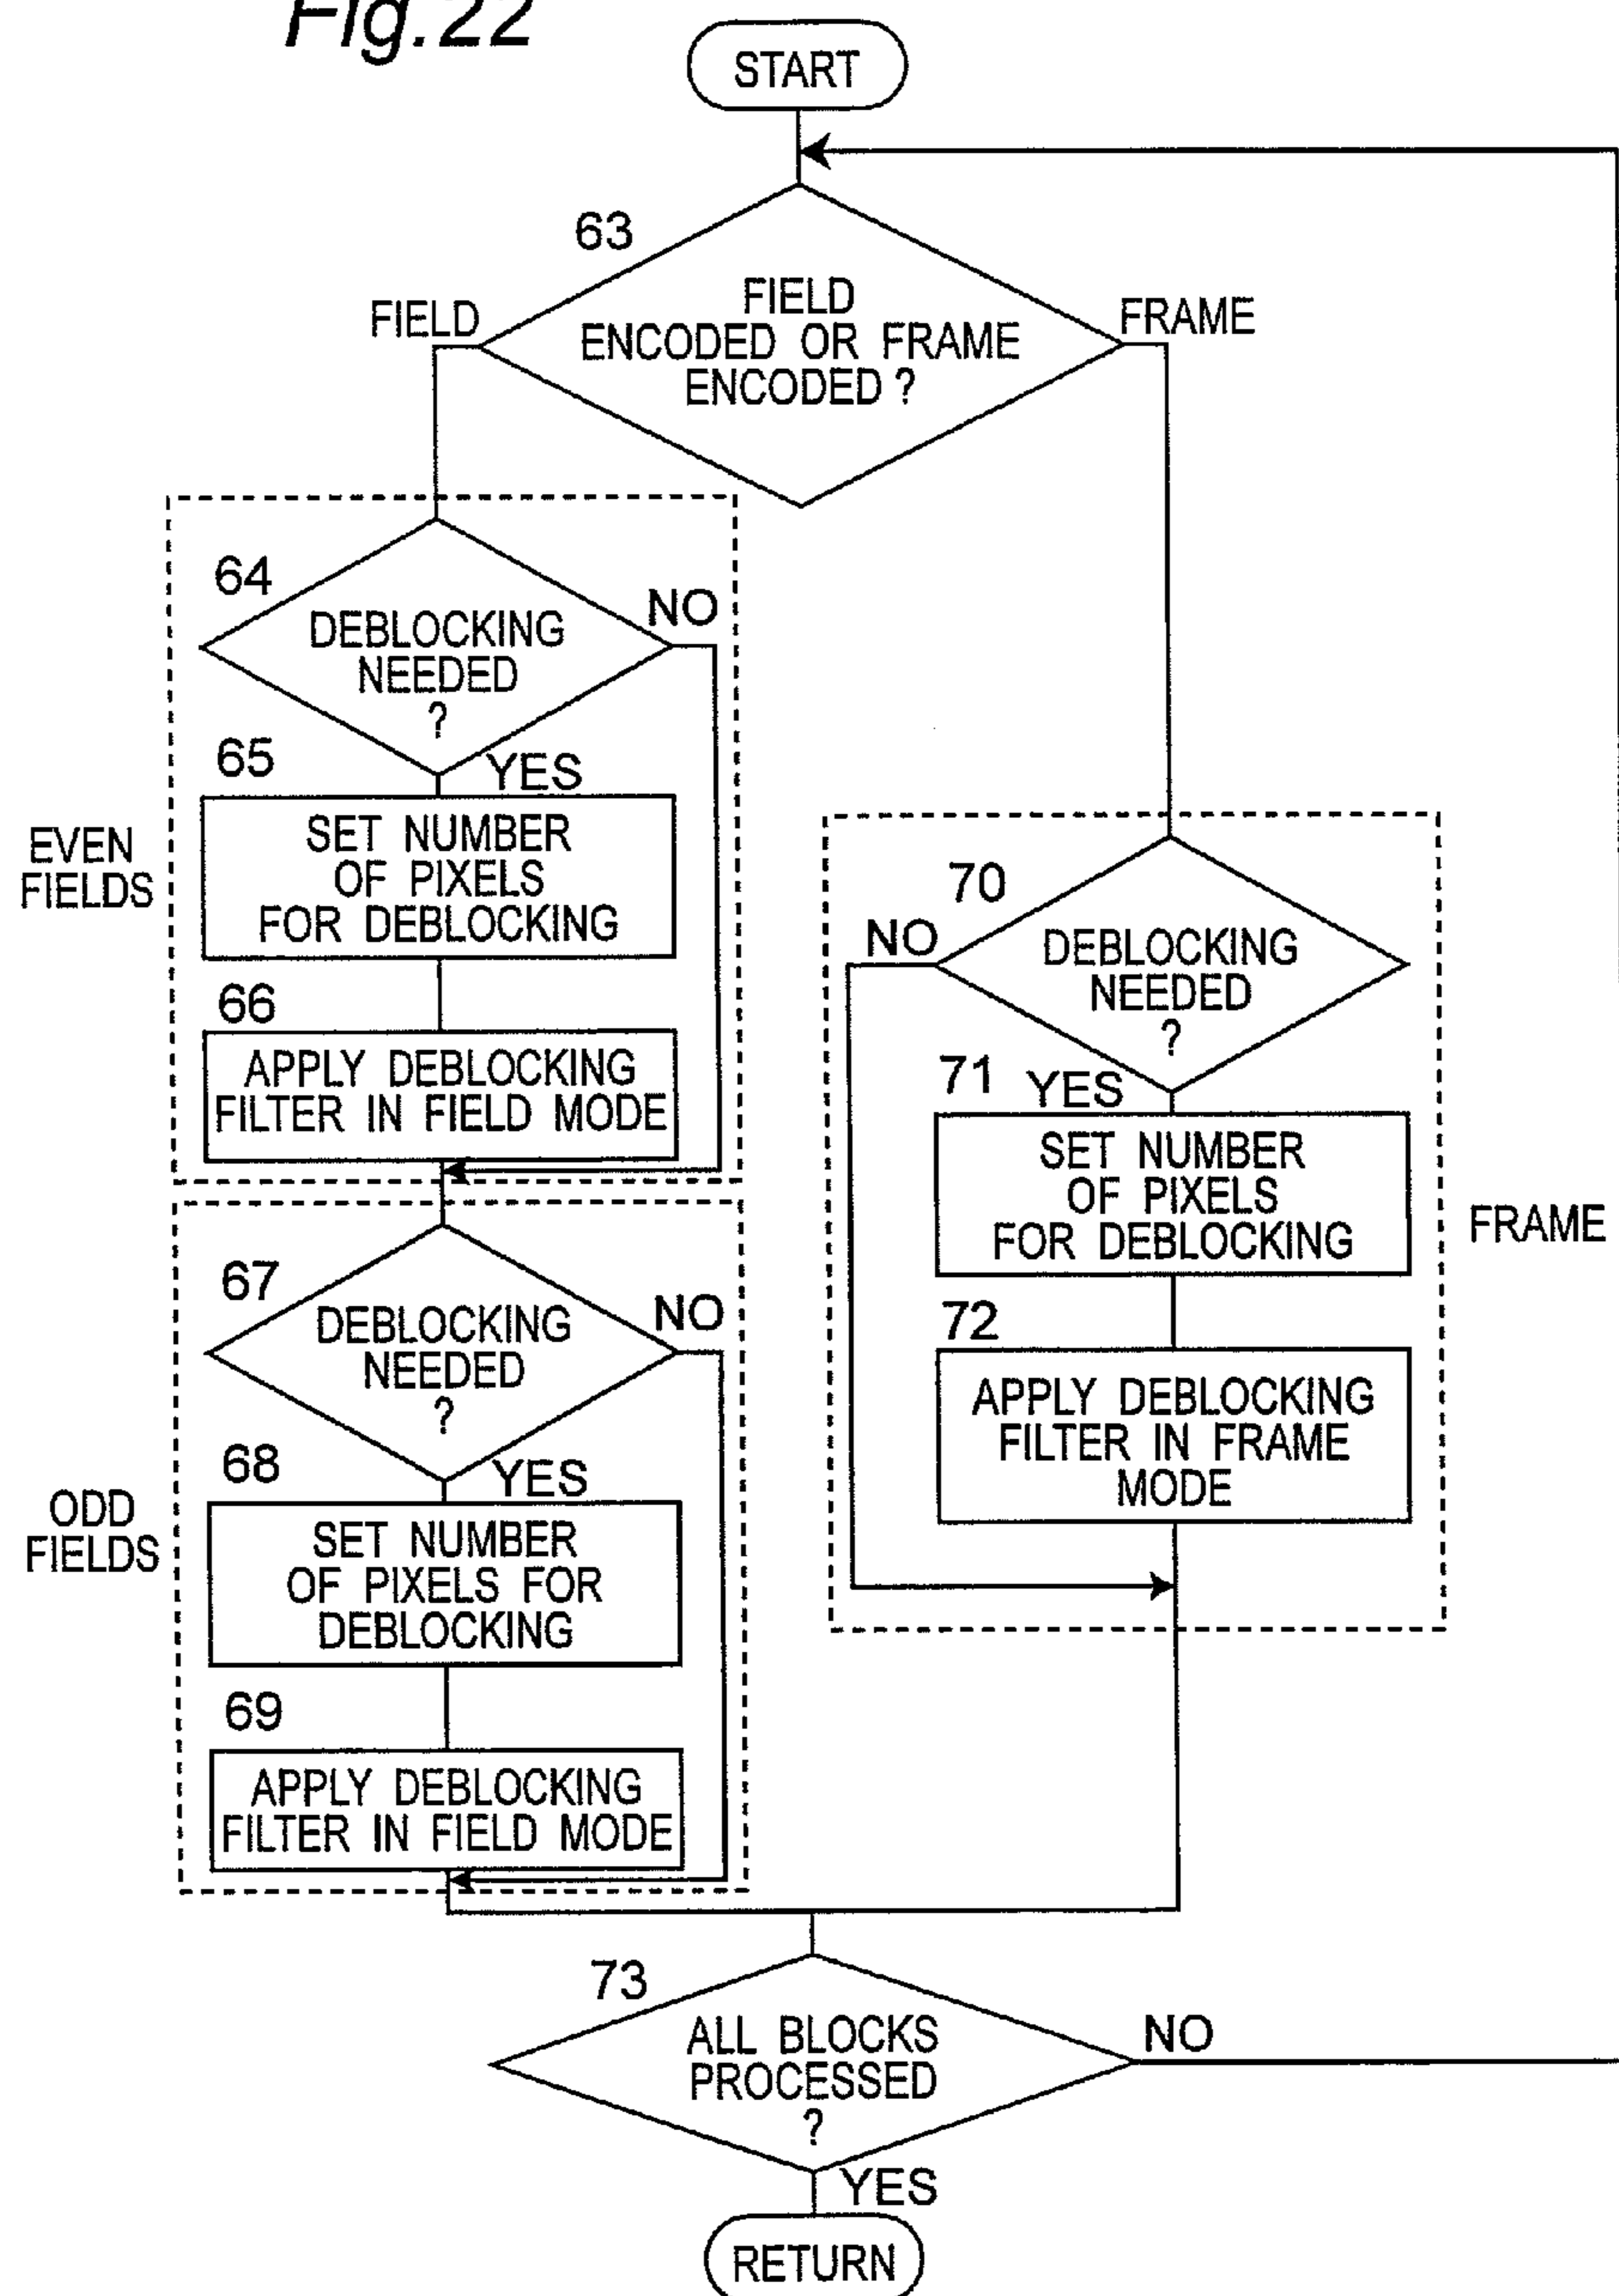 Fig.22
START
63
FIELD
ENCODED OR FRAME
ENCODED ?
FIELD
FRAME
64
DEBLOCKING
NEEDED
?
NO
YES
65
SET NUMBER
OF PIXELS
FOR DEBLOCKING
EVEN
FIELDS
66
APPLY DEBLOCKING
FILTER IN FIELD MODE
67
DEBLOCKING
NEEDED
?
NO
YES
68
SET NUMBER
OF PIXELS FOR
DEBLOCKING
ODD
FIELDS
69
APPLY DEBLOCKING
FILTER IN FIELD MODE
70
DEBLOCKING
NEEDED
?
NO
YES
71
SET NUMBER
OF PIXELS
FOR DEBLOCKING
FRAME
72
APPLY DEBLOCKING
FILTER IN FRAME
MODE
73
ALL BLOCKS
PROCESSED
?
NO
YES
RETURN